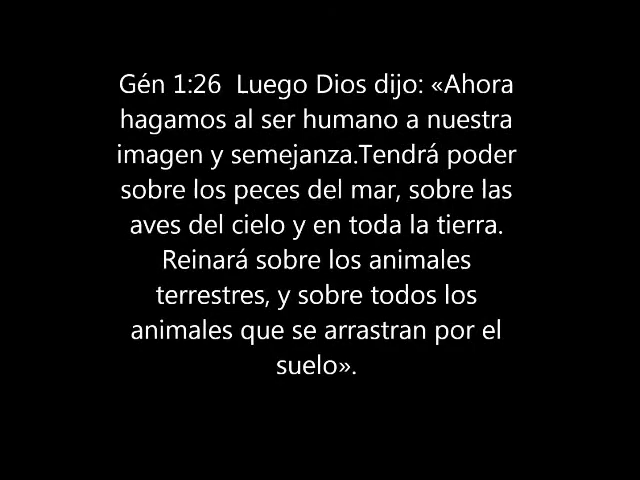 Gén 1:26  Luego Dios dijo: «Ahora
hagamos al ser humano a nuestra
imagen y semejanza.Tendrá poder
sobre los peces del mar, sobre las
aves del cielo y en toda la tierra.
Reinará sobre los animales
terrestres, y sobre todos los
animales que se arrastran por el
suelo».